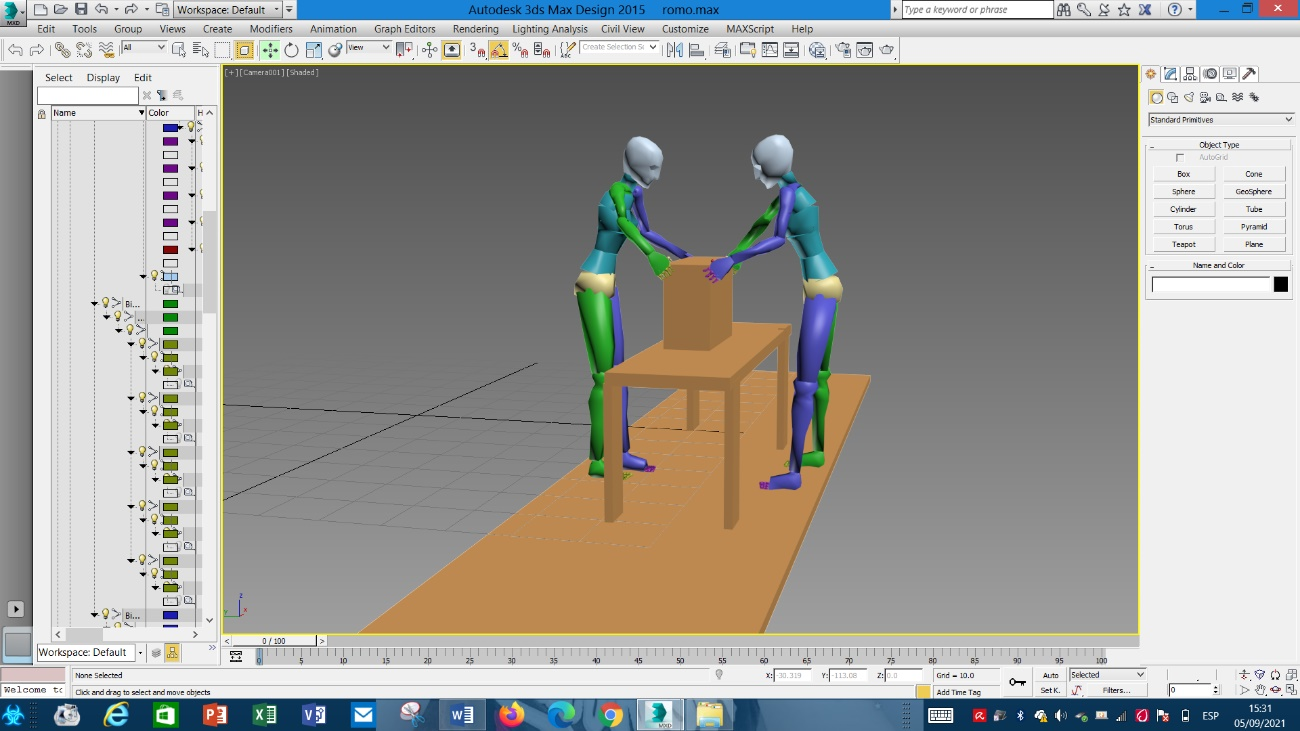 Workspace: Default
Autodesk 3ds Max Design 2015 romo.max
Type a keyword or phrase
Edit Tools Group Views Create Modifiers Animation Graph Editors Rendering Lighting Analysis Civil View Customize MAXScript Help
All
View
3
Create Selection Se
Select Display Edit
Name Color H
Bi...
...
Bi...
Workspace: Default
[+][Camera001][Shaded]
z
y x
Standard Primitives
Object Type
AutoGrid
Box Cone
Sphere GeoSphere
Cylinder Tube
Torus Pyramid
Teapot Plane
Name and Color
0 / 100
0 5 10 15 20 25 30 35 40 45 50 55 60 65 70 75 80 85 90 95 100
None Selected X: -30.319 Y: -113.08 Z: 0.0 Grid = 10.0 Auto Selected
Welcome to Click and drag to select and move objects Add Time Tag Set K. Filters... 0
ESP
15:31
05/09/2021